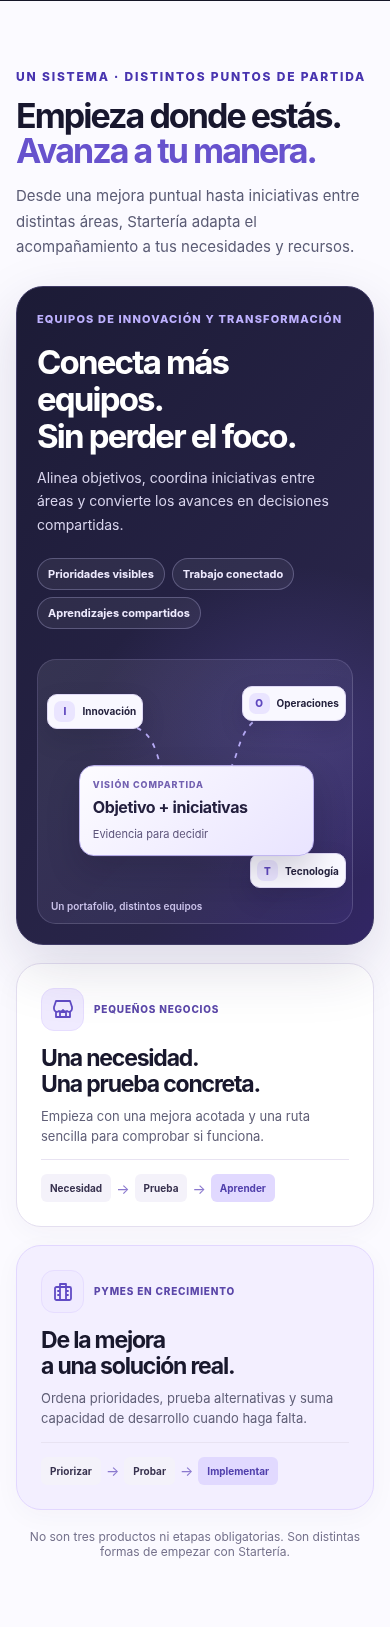 UN SISTEMA · DISTINTOS PUNTOS DE PARTIDA
Empieza donde estás.
Avanza a tu manera.
Desde una mejora puntual hasta iniciativas entre
distintas áreas, Startería adapta el
acompañamiento a tus necesidades y recursos.
EQUIPOS DE INNOVACIÓN Y TRANSFORMACIÓN
Conecta más
equipos.
Sin perder el foco.
Alinea objetivos, coordina iniciativas entre
áreas y convierte los avances en decisiones
compartidas.
Prioridades visibles
Trabajo conectado
Aprendizajes compartidos
I Innovación
O Operaciones
VISIÓN COMPARTIDA
Objetivo + iniciativas
Evidencia para decidir
T Tecnología
Un portafolio, distintos equipos
PEQUEÑOS NEGOCIOS
Una necesidad.
Una prueba concreta.
Empieza con una mejora acotada y una ruta
sencilla para comprobar si funciona.
Necesidad → Prueba → Aprender
PYMES EN CRECIMIENTO
De la mejora
a una solución real.
Ordena prioridades, prueba alternativas y suma
capacidad de desarrollo cuando haga falta.
Priorizar → Probar → Implementar
No son tres productos ni etapas obligatorias. Son distintas
formas de empezar con Startería.